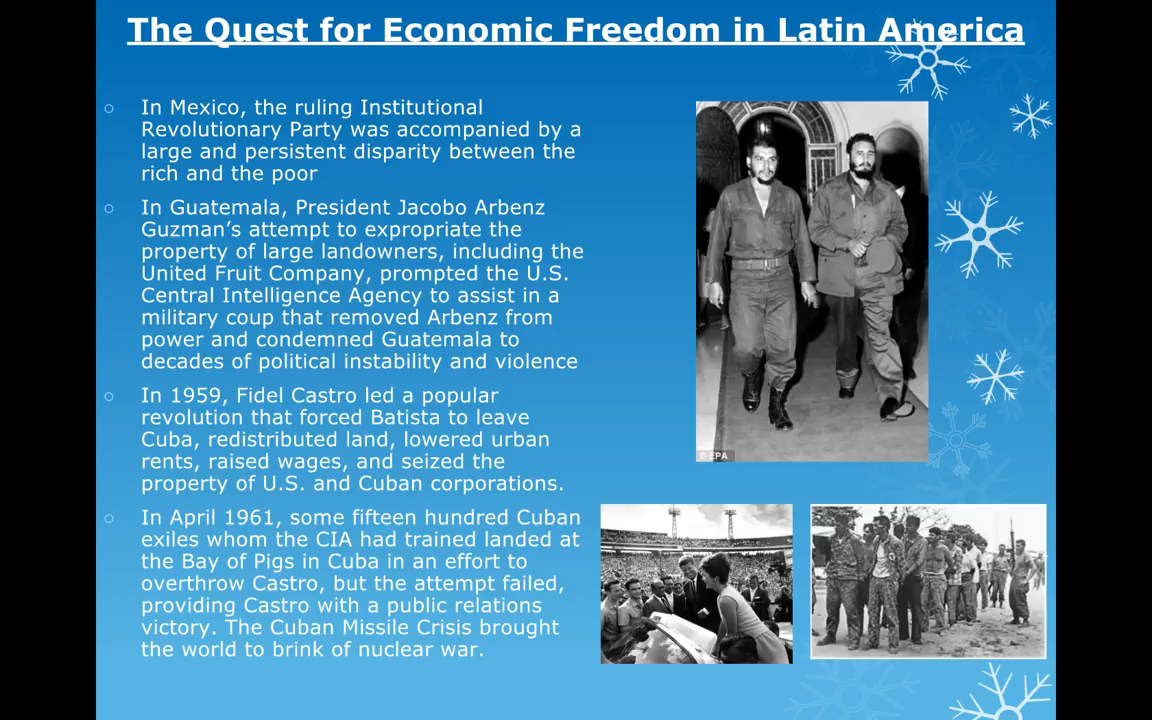 The Quest for Economic Freedom in Latin America
○ In Mexico, the ruling Institutional
Revolutionary Party was accompanied by a
large and persistent disparity between the
rich and the poor
○ In Guatemala, President Jacobo Arbenz
Guzman’s attempt to expropriate the
property of large landowners, including the
United Fruit Company, prompted the U.S.
Central Intelligence Agency to assist in a
military coup that removed Arbenz from
power and condemned Guatemala to
decades of political instability and violence
○ In 1959, Fidel Castro led a popular
revolution that forced Batista to leave
Cuba, redistributed land, lowered urban
rents, raised wages, and seized the
property of U.S. and Cuban corporations.
○ In April 1961, some fifteen hundred Cuban
exiles whom the CIA had trained landed at
the Bay of Pigs in Cuba in an effort to
overthrow Castro, but the attempt failed,
providing Castro with a public relations
victory. The Cuban Missile Crisis brought
the world to brink of nuclear war.
© EPA